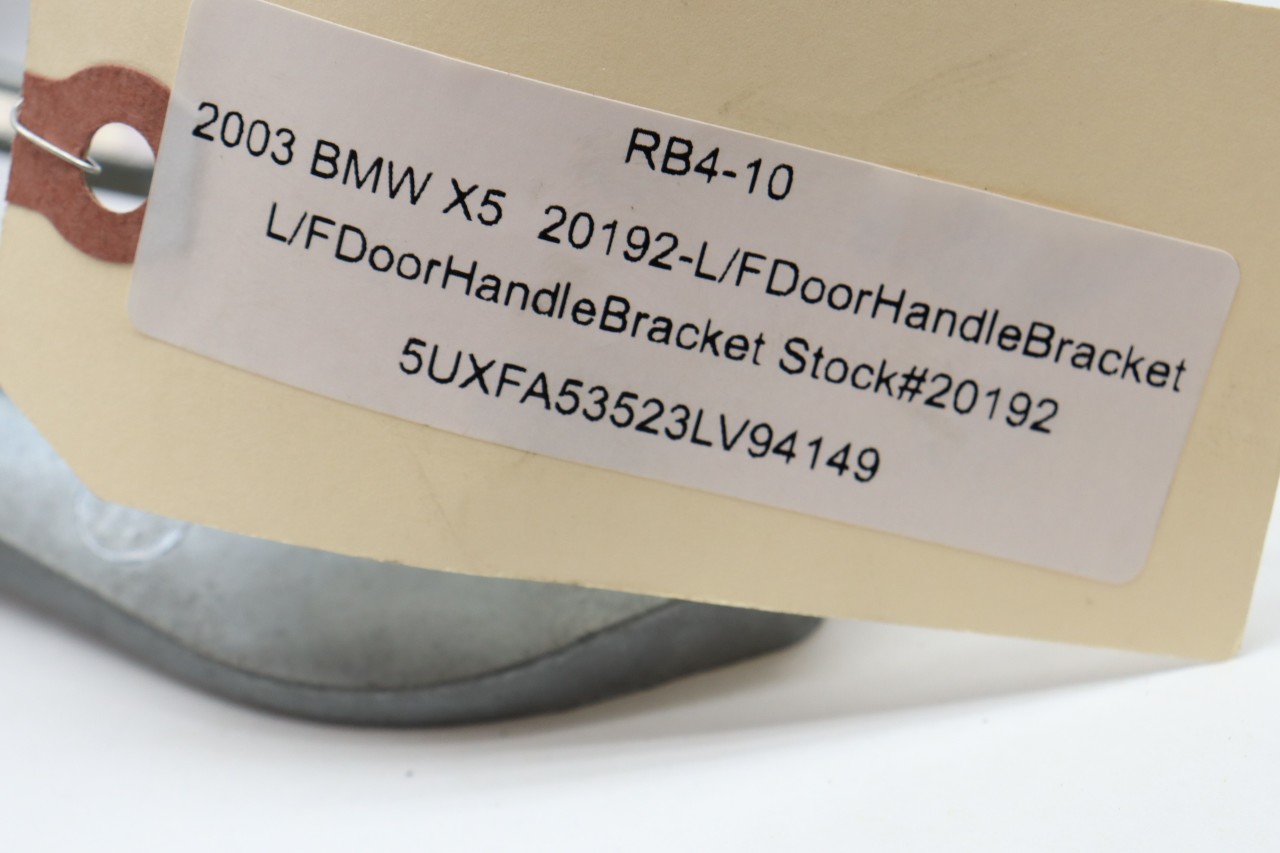 RB4-10
2003 BMW X5 20192-L/FDoorHandleBracket
L/FDoorHandleBracket Stock#20192
5UXFA53523LV94149